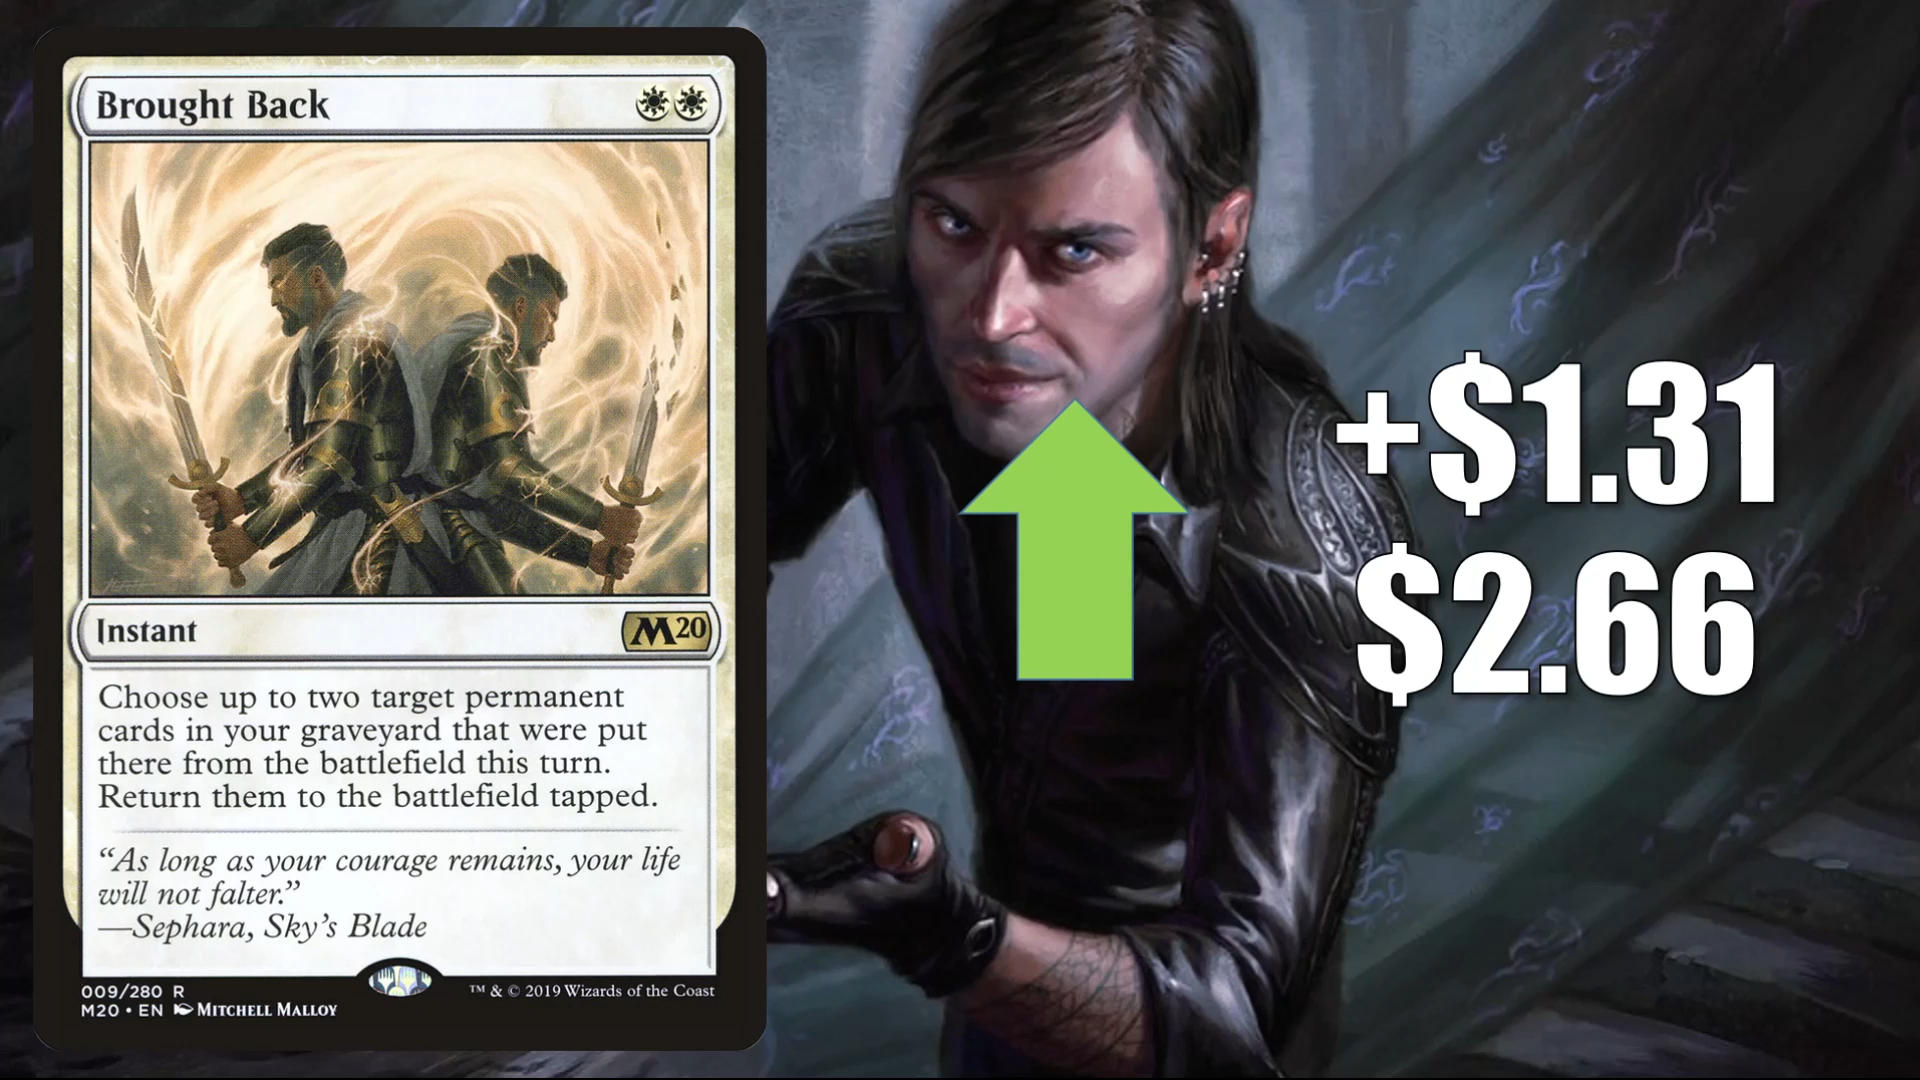 Brought Back
Instant
M20
Choose up to two target permanent
cards in your graveyard that were put
there from the battlefield this turn.
Return them to the battlefield tapped.
“As long as your courage remains, your life
will not falter.”
—Sephara, Sky’s Blade
009/280 R
M20 • EN MITCHELL MALLOY
™ & © 2019 Wizards of the Coast
+$1.31
$2.66